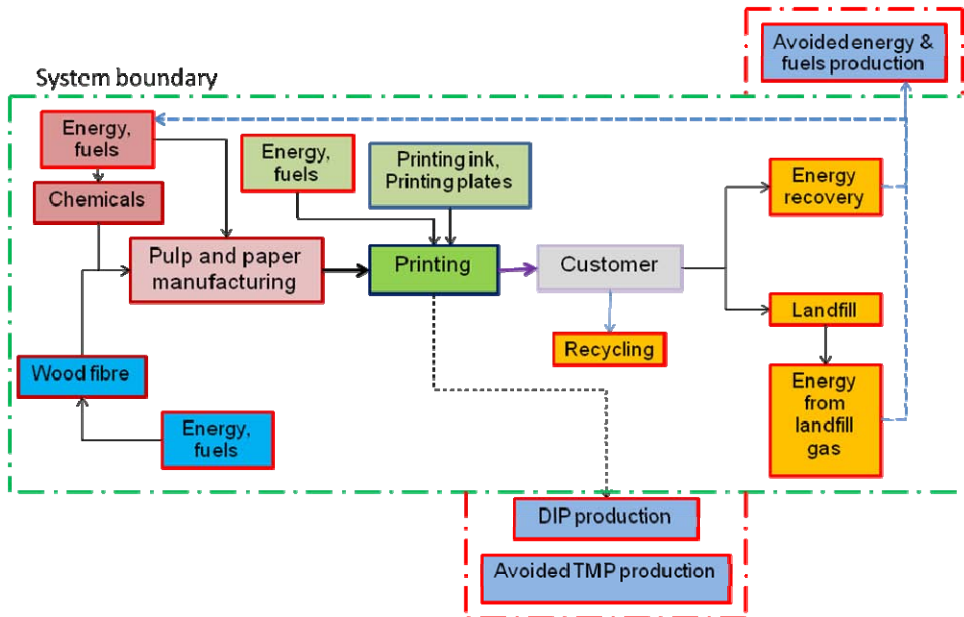 Avoided energy &
fuels production
System boundary
Energy,
fuels
Energy,
fuels
Printing ink,
Printing plates
Energy
recovery
Chemicals
Pulp and paper
manufacturing
Printing
Customer
Landfill
Recycling
Wood fibre
Energy
from
landfill
gas
Energy,
fuels
DIP production
Avoided TMP production